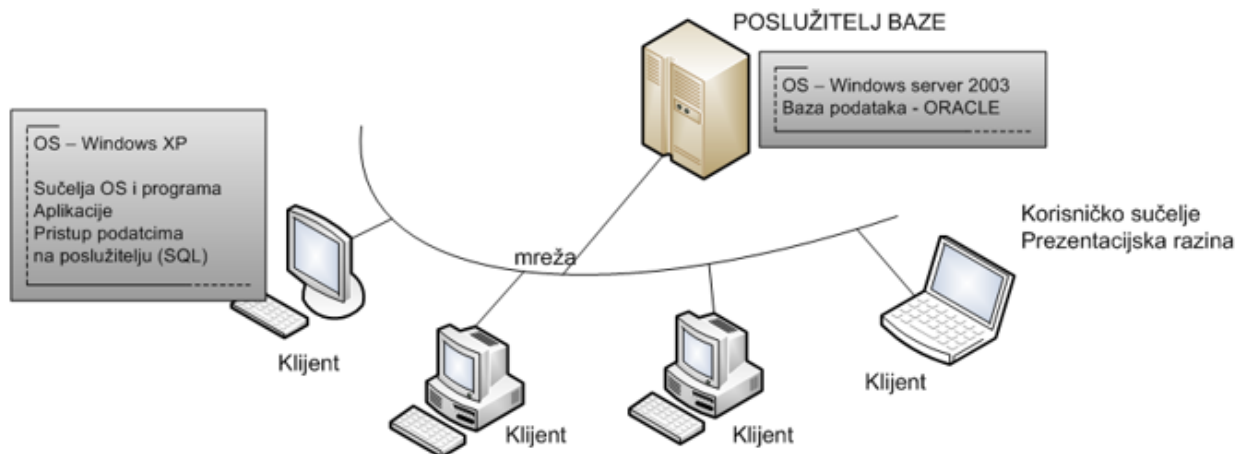 POSLUŽITELJ BAZE
OS – Windows server 2003
Baza podataka - ORACLE
OS – Windows XP
Sučelja OS i programa
Aplikacije
Pristup podatcima
na poslužitelju (SQL)
mreža
Korisničko sučelje
Prezentacijska razina
Klijent
Klijent
Klijent
Klijent